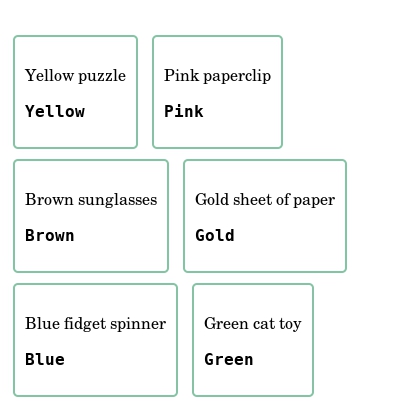 Yellow puzzle
Yellow
Pink paperclip
Pink
Brown sunglasses
Brown
Gold sheet of paper
Gold
Blue fidget spinner
Blue
Green cat toy
Green